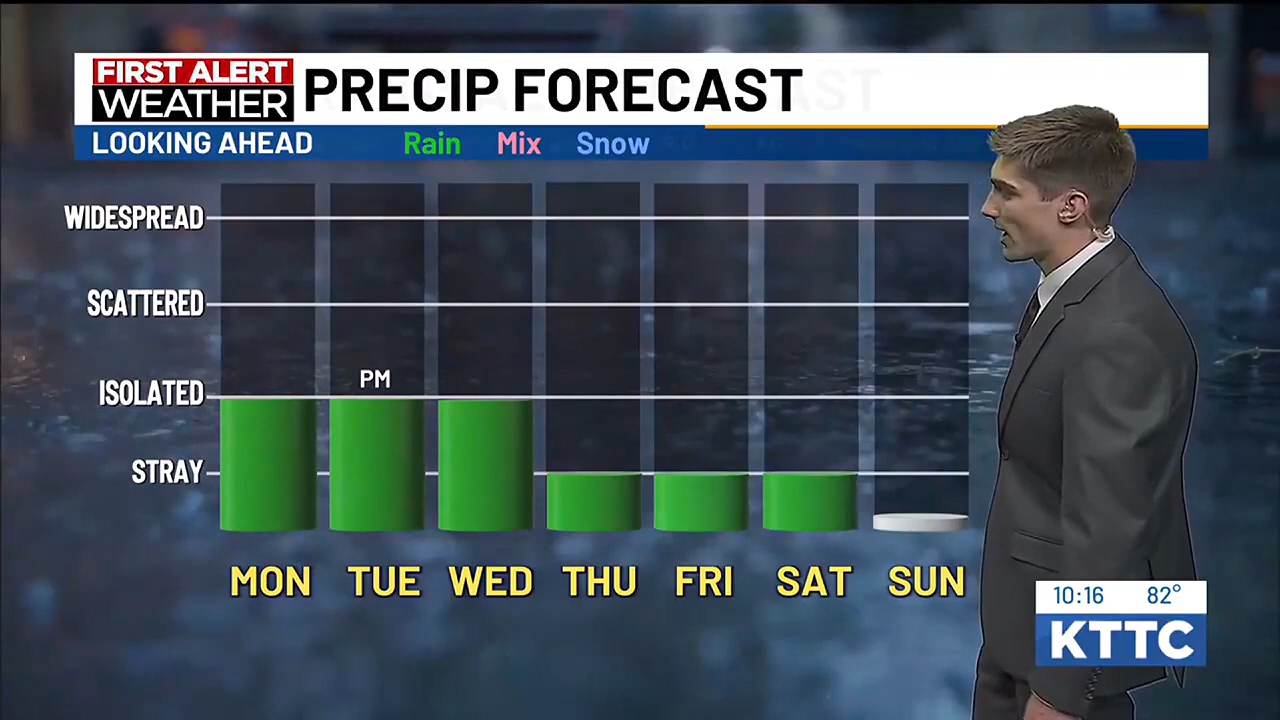 FIRST ALERT
WEATHER
PRECIP FORECAST
LOOKING AHEAD Rain Mix Snow
WIDESPREAD
SCATTERED
PM
ISOLATED
STRAY
MON TUE WED THU FRI SAT SUN
10:16 82°
KTTC